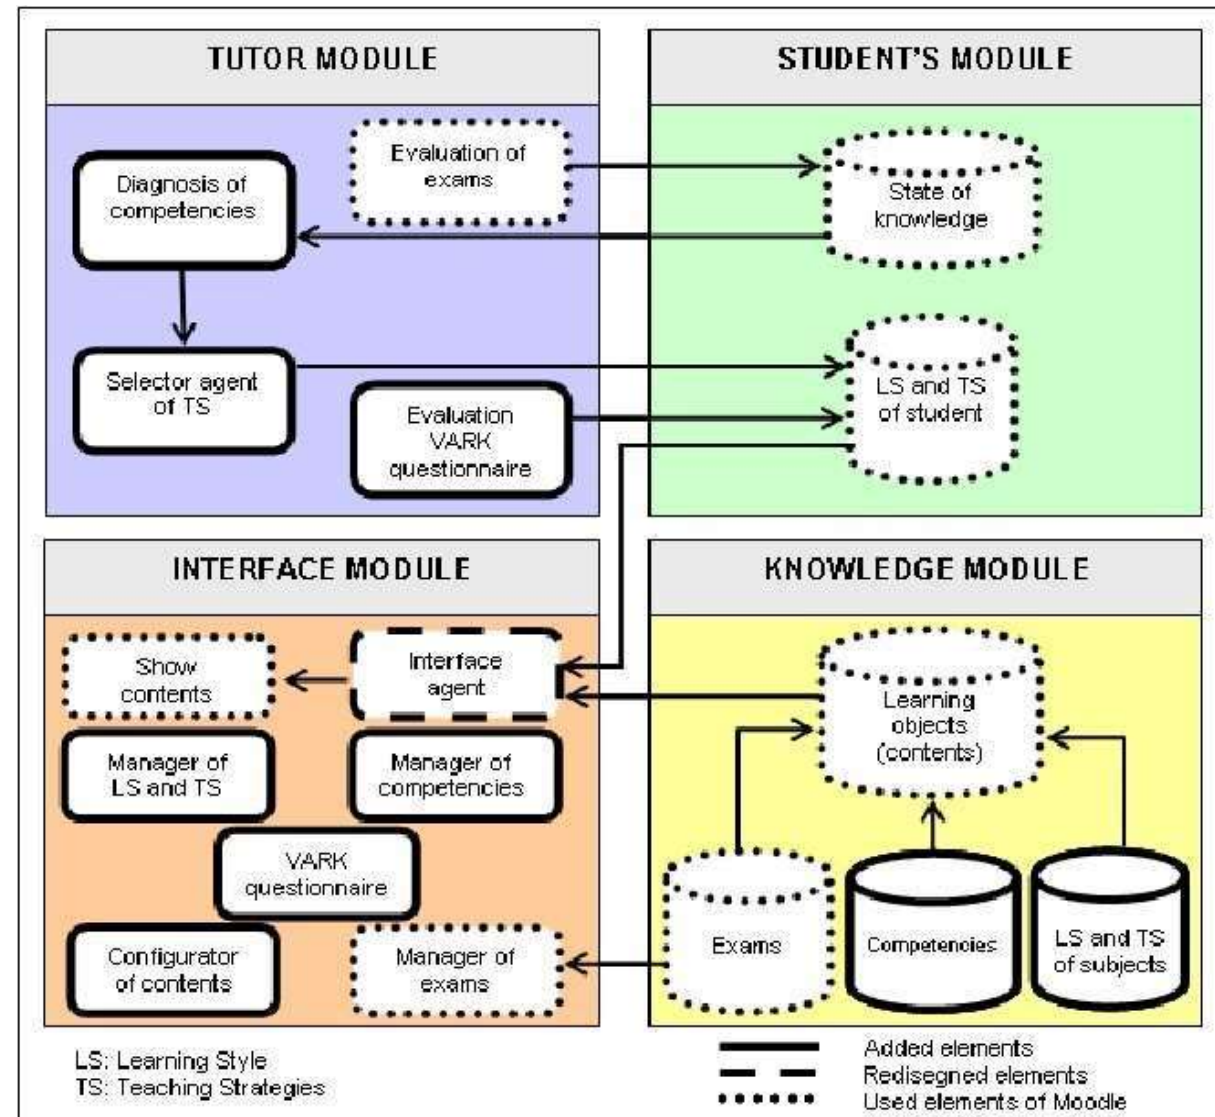 TUTOR MODULE
Evaluation of
exams
Diagnosis of
competencies
Selector agent
of TS
Evaluation
VARK
questionnaire
STUDENT'S MODULE
State of
knowledge
LS and TS
of student
INTERFACE MODULE
Show
contents
Interface
agent
Manager of
LS and TS
Manager of
competencies
VARK
questionnaire
Configurator
of contents
Manager of
exams
KNOWLEDGE MODULE
Learning
objects
(contents)
Exams
Competencies
LS and TS
of subjects
LS: Learning Style
TS: Teaching Strategies
Added elements
Redisegned elements
Used elements of Moodle